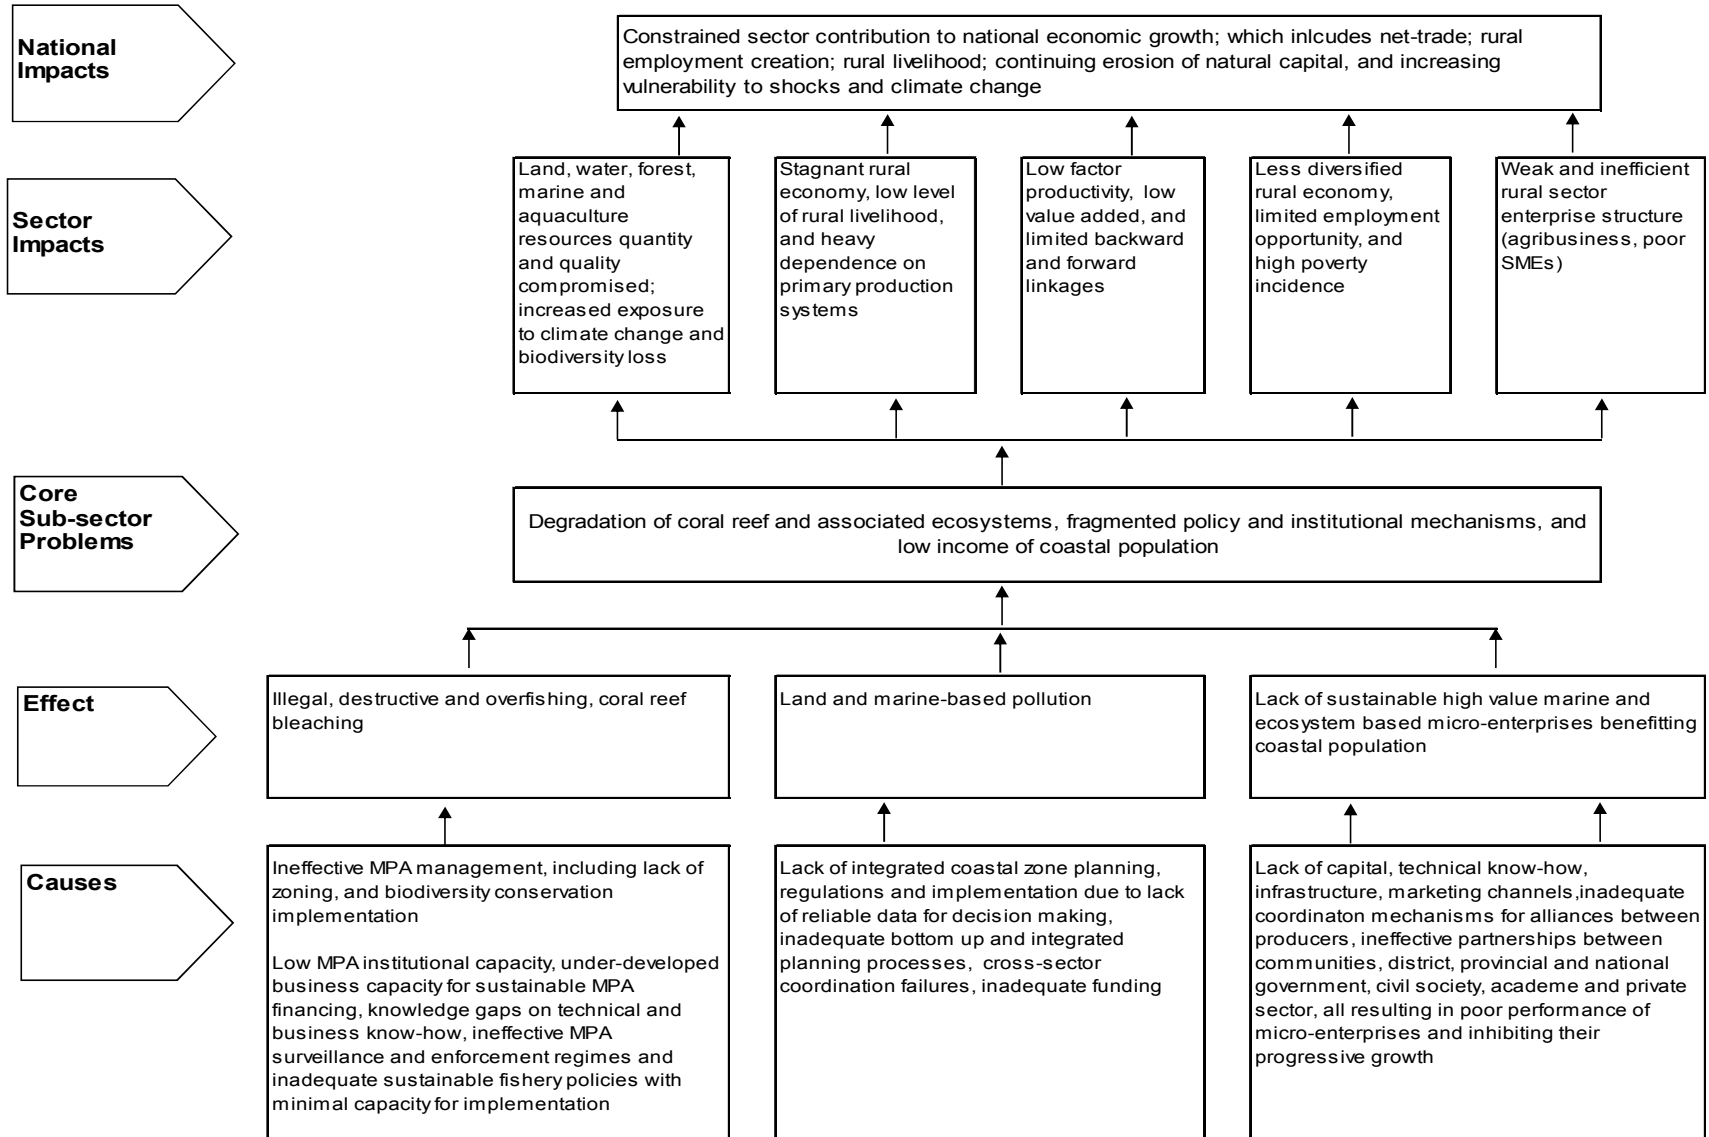 National
Impacts
Constrained sector contribution to national economic growth; which inlcudes net-trade; rural
employment creation; rural livelihood; continuing erosion of natural capital, and increasing
vulnerability to shocks and climate change
Sector
Impacts
Land, water, forest,
marine and
aquaculture
resources quantity
and quality
compromised;
increased exposure
to climate change and
biodiversity loss
Stagnant rural
economy, low level
of rural livelihood,
and heavy
dependence on
primary production
systems
Low factor
productivity, low
value added, and
limited backward
and forward
linkages
Less diversified
rural economy,
limited employment
opportunity, and
high poverty
incidence
Weak and inefficient
rural sector
enterprise structure
(agribusiness, poor
SMEs)
Core
Sub-sector
Problems
Degradation of coral reef and associated ecosystems, fragmented policy and institutional mechanisms, and
low income of coastal population
Effect
Illegal, destructive and overfishing, coral reef
bleaching
Land and marine-based pollution
Lack of sustainable high value marine and
ecosystem based micro-enterprises benefitting
coastal population
Causes
Ineffective MPA management, including lack of
zoning, and biodiversity conservation
implementation
Low MPA institutional capacity, under-developed
business capacity for sustainable MPA
financing, knowledge gaps on technical and
business know-how, ineffective MPA
surveillance and enforcement regimes and
inadequate sustainable fishery policies with
minimal capacity for implementation
Lack of integrated coastal zone planning,
regulations and implementation due to lack
of reliable data for decision making,
inadequate bottom up and integrated
planning processes, cross-sector
coordination failures, inadequate funding
Lack of capital, technical know-how,
infrastructure, marketing channels,inadequate
coordinaton mechanisms for alliances between
producers, ineffective partnerships between
communities, district, provincial and national
government, civil society, academe and private
sector, all resulting in poor performance of
micro-enterprises and inhibiting their
progressive growth